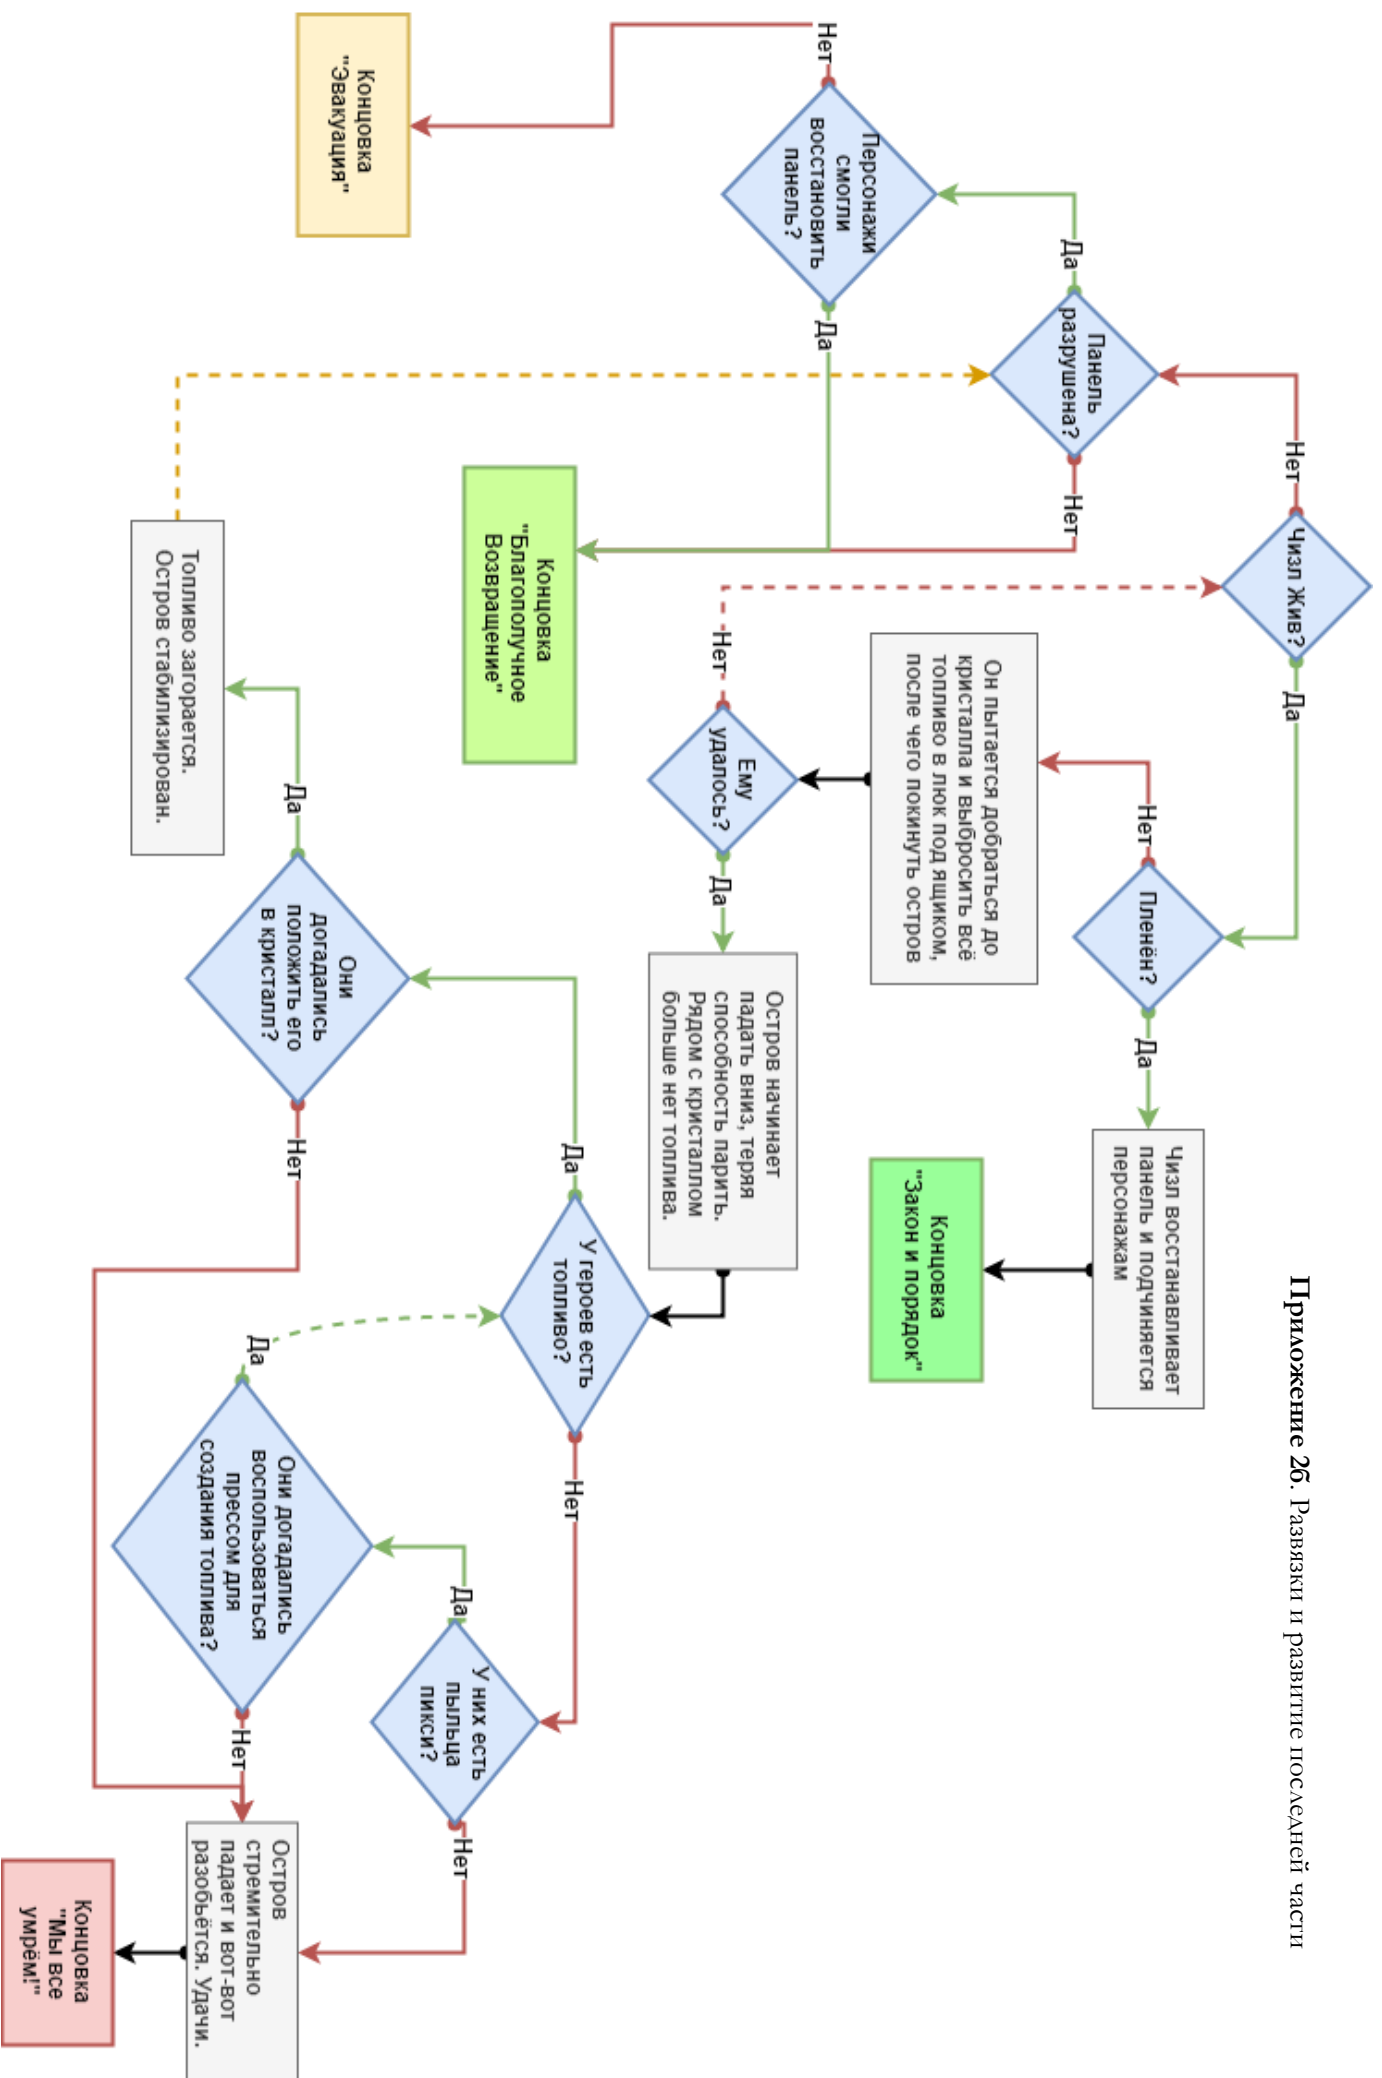 Приложение 2б. Развязки и развитие последней части
Чизл Жив?
Нет
Да
Панель
разрушена?
Да
Нет
Пленён?
Нет
Да
Чизл восстанавливает
панель и подчиняется
персонажам
Персонажи
смогли
восстановить
панель?
Нет
Да
Он пытается добраться до
кристалла и выбросить всё
топливо в люк под ящиком,
после чего покинуть остров
Концовка
"Закон и порядок"
Ему
удалось?
Нет
Да
Остров начинает
падать вниз, теряя
способность парить.
Рядом с кристаллом
больше нет топлива.
Концовка
"Благополучное
Возвращение"
У героев есть
топливо?
Да
Нет
Концовка
"Эвакуация"
У них есть
пыльца
пикси?
Да
Нет
Они
догадались
положить его
в кристалл?
Да
Нет
Они догадались
воспользоваться
прессом для
создания топлива?
Да
Нет
Топливо загорается.
Остров стабилизирован.
Остров
стремительно
падает и вот-вот
разобьётся. Удачи.
Концовка
"Мы все
умрём!"